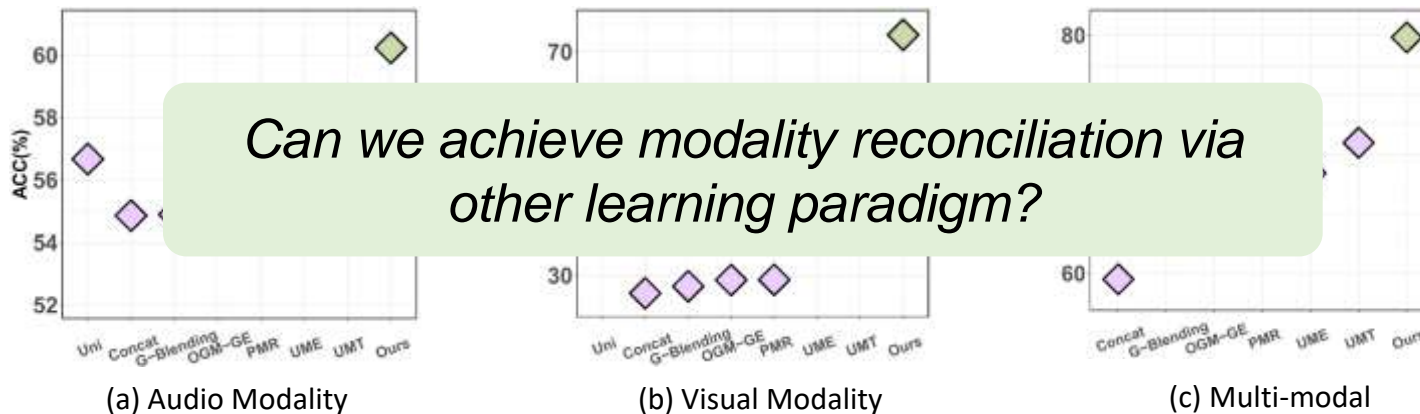 60
58
56
54
52
ACC(%)
Uni Concat G-Blending OGM-GE PMR UME UMT Ours
(a) Audio Modality
70
30
Uni Concat G-Blending OGM-GE PMR UME UMT Ours
(b) Visual Modality
80
60
Concat G-Blending OGM-GE PMR UME UMT Ours
(c) Multi-modal
Can we achieve modality reconciliation via
other learning paradigm?